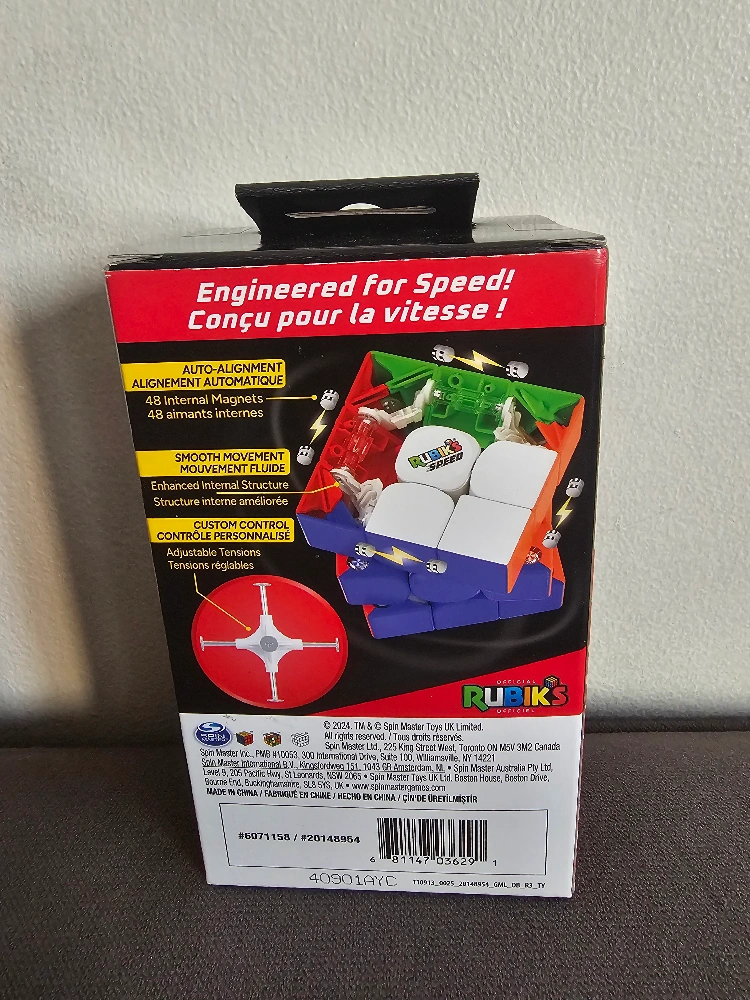 Engineered for Speed!
Conçu pour la vitesse !
AUTO-ALIGNMENT
ALIGNEMENT AUTOMATIQUE
48 Internal Magnets
48 aimants internes
SMOOTH MOVEMENT
MOUVEMENT FLUIDE
Enhanced Internal Structure
Structure interne améliorée
CUSTOM CONTROL
CONTRÔLE PERSONNALISÉ
Adjustable Tensions
Tensions réglables
RUBIK'S
SPEED
OFFICIAL
RUBIK'S
OFFICIEL
SPIN MASTER
© 2024. TM & © Spin Master Toys UK Limited.
All rights reserved. / Tous droits réservés.
Spin Master Ltd., 225 King Street West, Toronto ON M5V 3M2 Canada
Spin Master Inc., PMB #10053, 300 International Drive, Suite 100, Williamsville, NY 14221
Spin Master International B.V., Kingsfordweg 151, 1043 GR Amsterdam, NL • Spin Master Australia Pty Ltd,
Level 9, 205 Pacific Hwy, St Leonards, NSW 2065 • Spin Master Toys UK Ltd. Boston House, Boston Drive,
Bourne End, Buckinghamshire, SL8 5YS, UK • www.spinmastergames.com
MADE IN CHINA / FABRIQUÉ EN CHINE / HECHO EN CHINA / ÇİN'DE ÜRETİLMİŞTİR
#6071158 / #20148954
6 81147 03629 1
40901AYC
T10913_0025_20148954_GML_DB_R3_TY